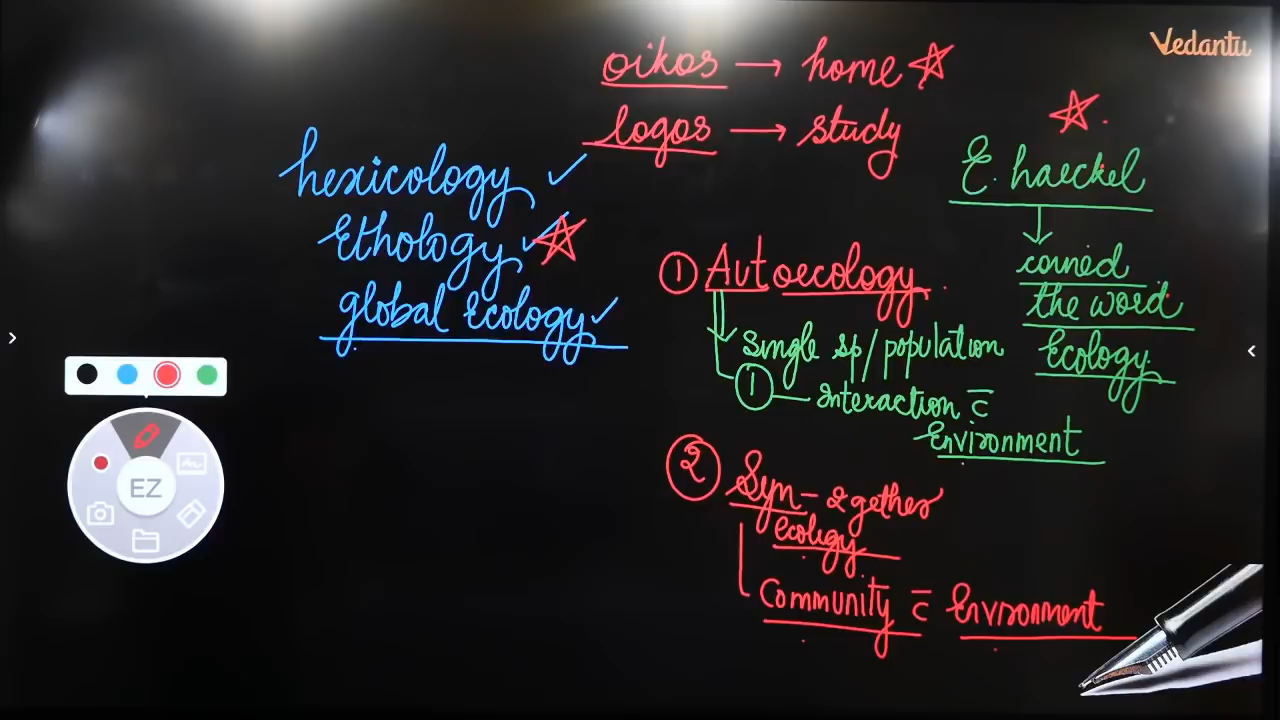 Vedantu
oikos → home
logos → study
hexicology ✓
Ethology ✓
global Ecology ✓
E. haeckel
↓
coined
the word
Ecology
① Autoecology
Single sp/population
① — interaction c̄
Environment
② Syn – 2gether
ecology
Community c̄ Environment
EZ